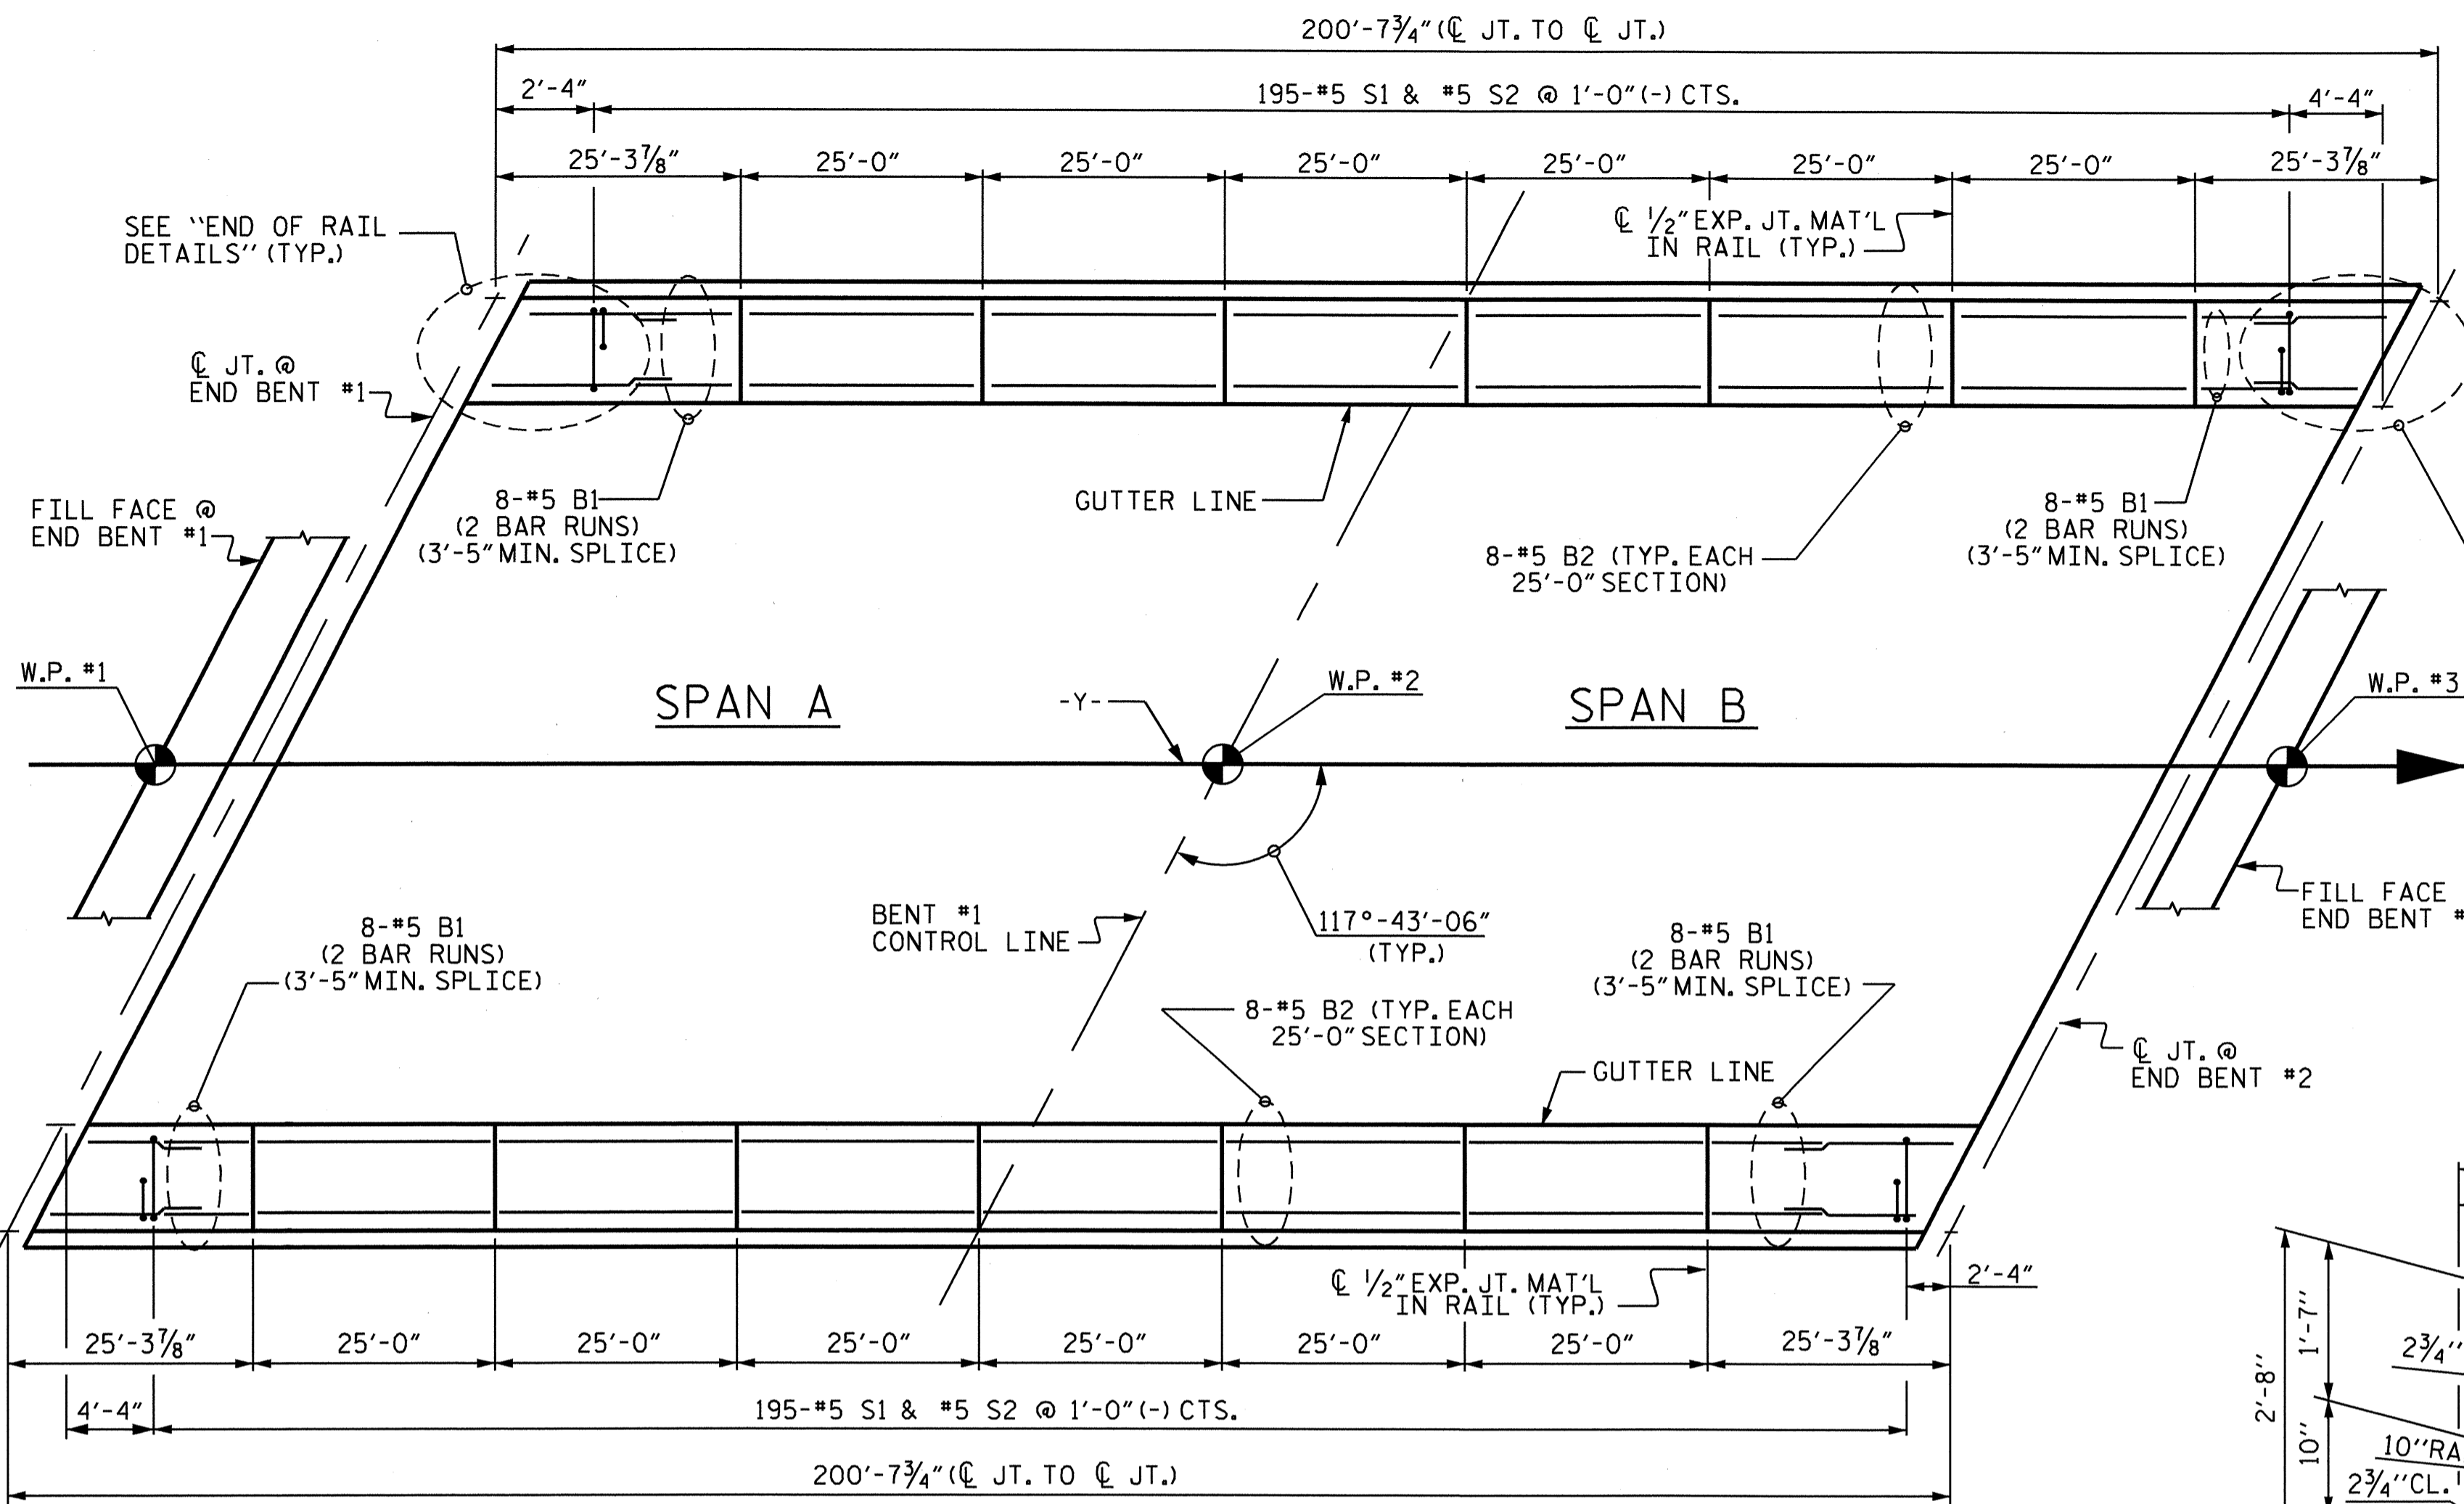 200'-7¾" (℄ JT. TO ℄ JT.)
2'-4"
195-#5 S1 & #5 S2 @ 1'-0"(-) CTS.
4'-4"
25'-3⅞"
25'-0"
25'-0"
25'-0"
25'-0"
25'-0"
25'-0"
25'-3⅞"
SEE "END OF RAIL
DETAILS" (TYP.)
℄ ½" EXP. JT. MAT'L
IN RAIL (TYP.)
℄ JT. @
END BENT #1
FILL FACE @
END BENT #1
8-#5 B1
(2 BAR RUNS)
(3'-5" MIN. SPLICE)
GUTTER LINE
8-#5 B2 (TYP. EACH
25'-0" SECTION)
8-#5 B1
(2 BAR RUNS)
(3'-5" MIN. SPLICE)
W.P. #1
SPAN A
-Y-
W.P. #2
SPAN B
W.P. #3
BENT #1
CONTROL LINE
117°-43'-06"
(TYP.)
FILL FACE
END BENT #
8-#5 B1
(2 BAR RUNS)
(3'-5" MIN. SPLICE)
8-#5 B2 (TYP. EACH
25'-0" SECTION)
8-#5 B1
(2 BAR RUNS)
(3'-5" MIN. SPLICE)
GUTTER LINE
℄ JT. @
END BENT #2
℄ ½" EXP. JT. MAT'L
IN RAIL (TYP.)
2'-4"
25'-3⅞"
25'-0"
25'-0"
25'-0"
25'-0"
25'-0"
25'-0"
25'-3⅞"
4'-4"
195-#5 S1 & #5 S2 @ 1'-0"(-) CTS.
200'-7¾" (℄ JT. TO ℄ JT.)
2'-8"
1'-7"
10"
2¾"
10" RA
2¾" CL.